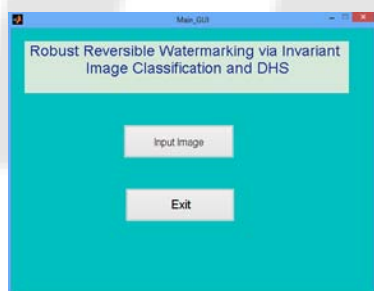 Main_GUI
Robust Reversible Watermarking via Invariant
Image Classification and DHS
Input Image
Exit